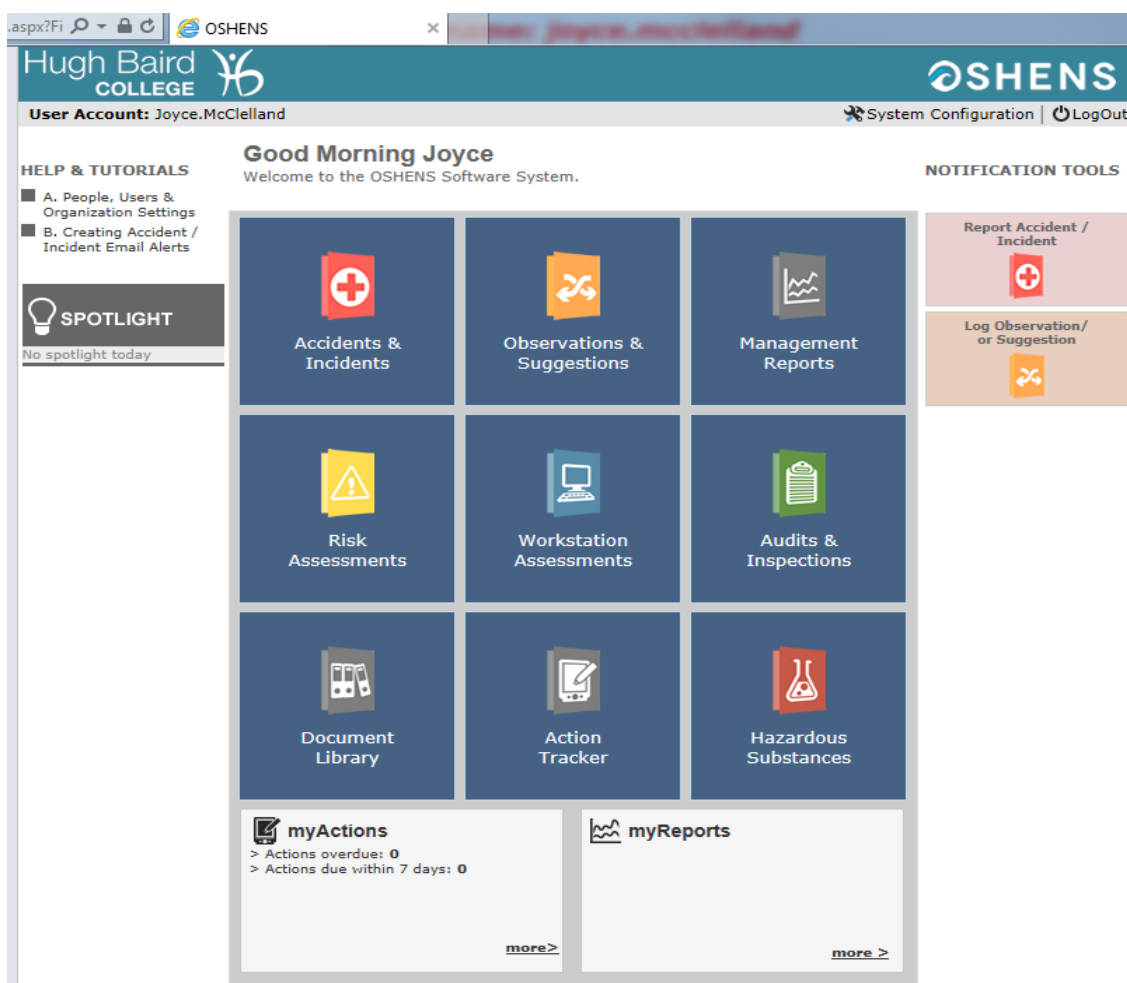 .aspx?Fi
OSHENS
name: joyce.mcclelland
Hugh Baird
COLLEGE
OSHENS
User Account: Joyce.McClelland
System Configuration | LogOut
HELP & TUTORIALS
A. People, Users &
Organization Settings
B. Creating Accident /
Incident Email Alerts
SPOTLIGHT
No spotlight today
Good Morning Joyce
Welcome to the OSHENS Software System.
Accidents &
Incidents
Observations &
Suggestions
Management
Reports
Risk
Assessments
Workstation
Assessments
Audits &
Inspections
Document
Library
Action
Tracker
Hazardous
Substances
myActions
> Actions overdue: 0
> Actions due within 7 days: 0
more>
myReports
more >
NOTIFICATION TOOLS
Report Accident /
Incident
Log Observation/
or Suggestion